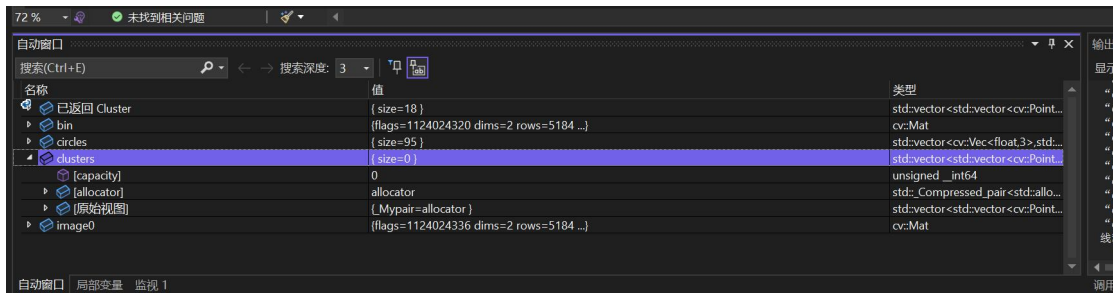 72 % 未找到相关问题
自动窗口
搜索(Ctrl+E) 搜索深度: 3
名称 值 类型
已返回 Cluster { size=18 } std::vector<std::vector<cv::Point...
bin {flags=1124024320 dims=2 rows=5184 ...} cv::Mat
circles { size=95 } std::vector<cv::Vec<float,3>,std:...
clusters { size=0 } std::vector<std::vector<cv::Point...
[capacity] 0 unsigned __int64
[allocator] allocator std::_Compressed_pair<std::allo...
[原始视图] {_Mypair=allocator } std::vector<std::vector<cv::Point...
image0 {flags=1124024336 dims=2 rows=5184 ...} cv::Mat
自动窗口 局部变量 监视 1
输出
显示
线
调用